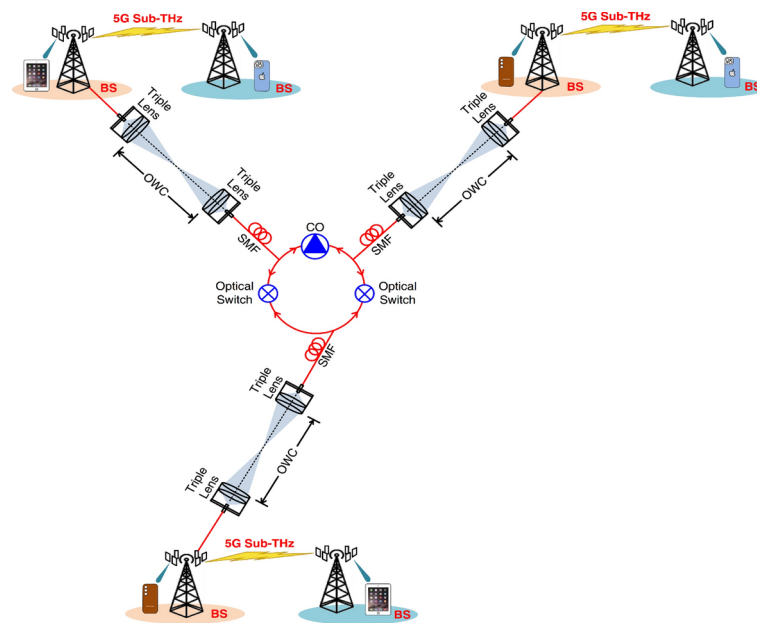 5G Sub-THz
5G Sub-THz
BS
BS
BS
BS
Triple
Lens
Triple
Lens
OWC
OWC
Triple
Lens
Triple
Lens
SMF
CO
SMF
Optical
Switch
Optical
Switch
SMF
Triple
Lens
OWC
Triple
Lens
5G Sub-THz
BS
BS